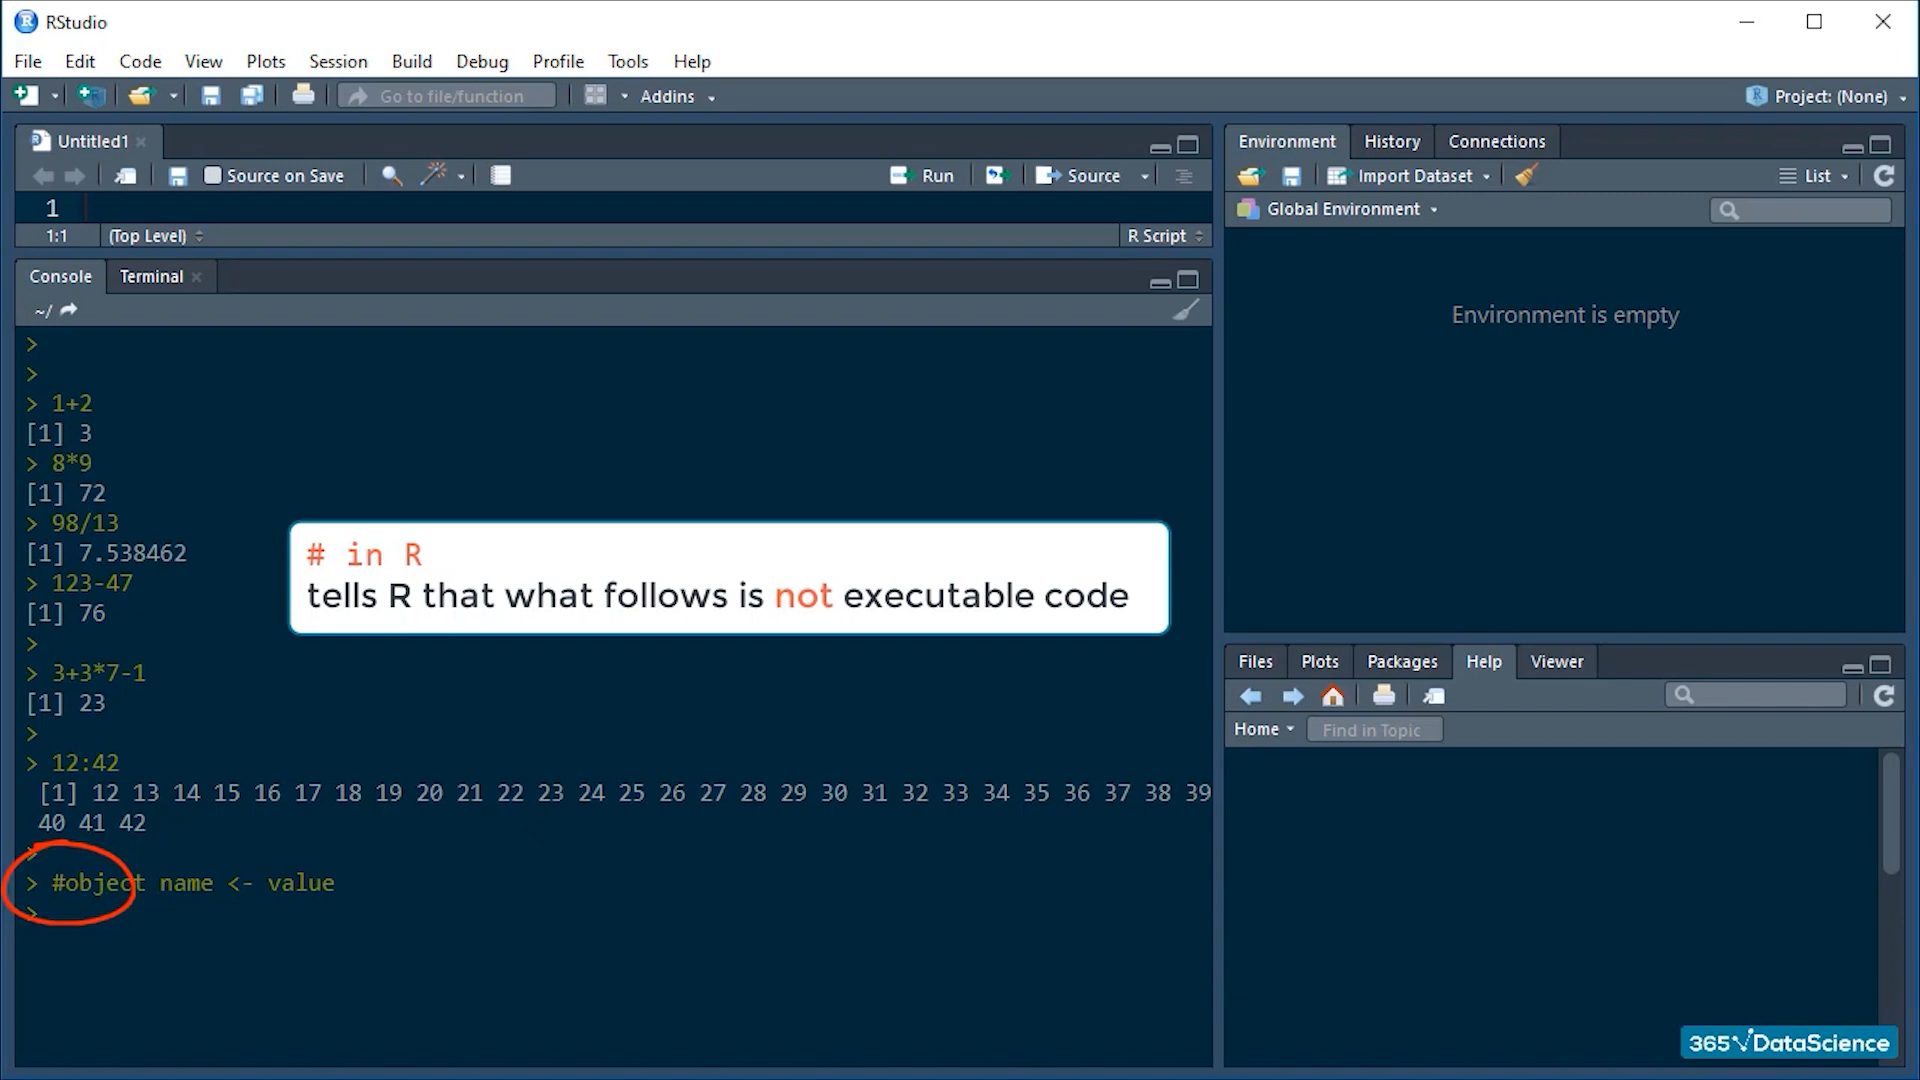 RStudio
File Edit Code View Plots Session Build Debug Profile Tools Help
Go to file/function Addins Project: (None)
Untitled1
Source on Save Run Source
1
1:1 (Top Level) R Script
Console Terminal
~/
>
>
> 1+2
[1] 3
> 8*9
[1] 72
> 98/13
[1] 7.538462
> 123-47
[1] 76
>
> 3+3*7-1
[1] 23
>
> 12:42
[1] 12 13 14 15 16 17 18 19 20 21 22 23 24 25 26 27 28 29 30 31 32 33 34 35 36 37 38 39
40 41 42
>
> #object name <- value
>
# in R
tells R that what follows is not executable code
Environment History Connections
Import Dataset List
Global Environment
Environment is empty
Files Plots Packages Help Viewer
Home Find in Topic
365 DataScience